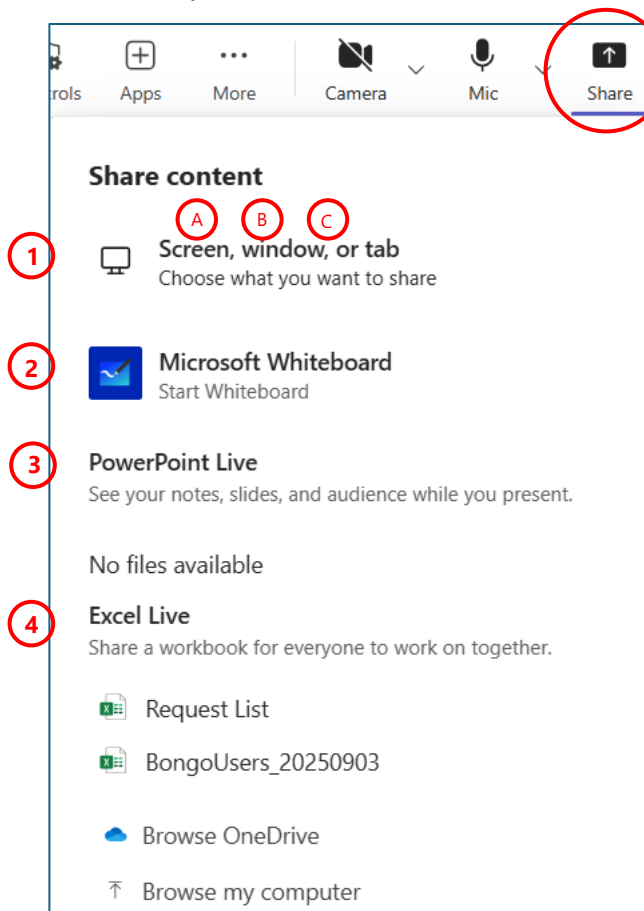 rols Apps More Camera Mic Share
Share content
A B C
1 Screen, window, or tab
Choose what you want to share
2 Microsoft Whiteboard
Start Whiteboard
3 PowerPoint Live
See your notes, slides, and audience while you present.
No files available
4 Excel Live
Share a workbook for everyone to work on together.
Request List
BongoUsers_20250903
Browse OneDrive
Browse my computer